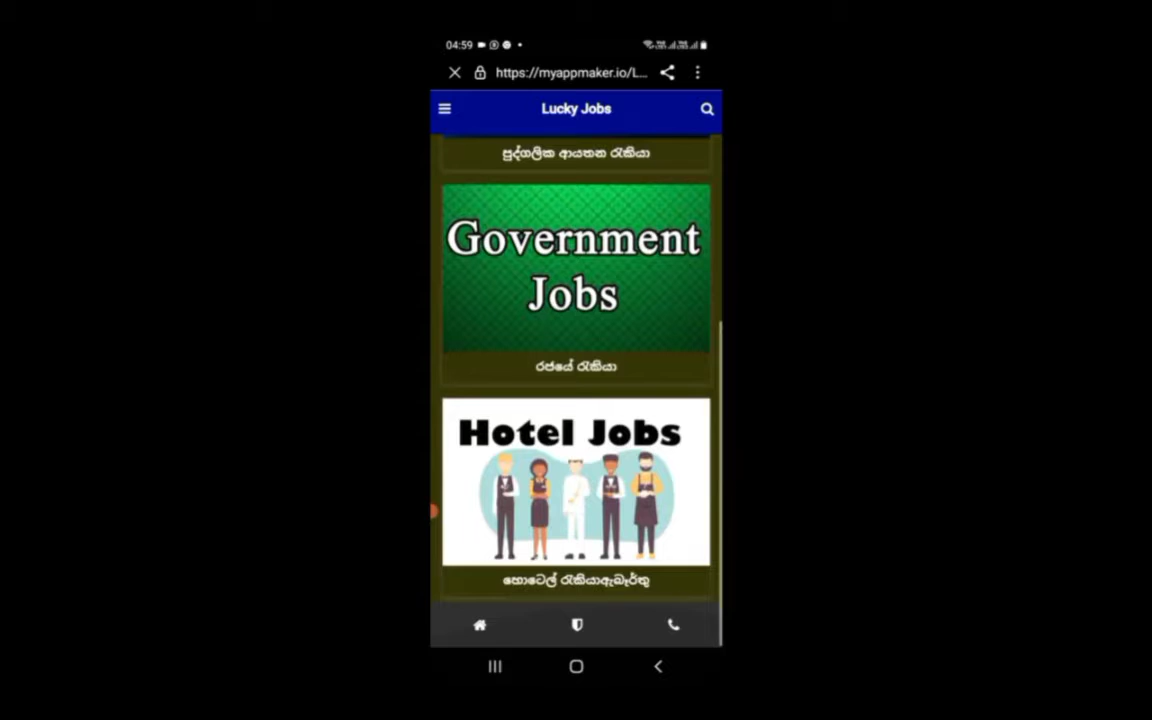 04:59
https://myappmaker.io/L...
Lucky Jobs
පුද්ගලික ආයතන රැකියා
Government
Jobs
රජයේ රැකියා
Hotel Jobs
හොටෙල් රැකියාඇබෑර්තු